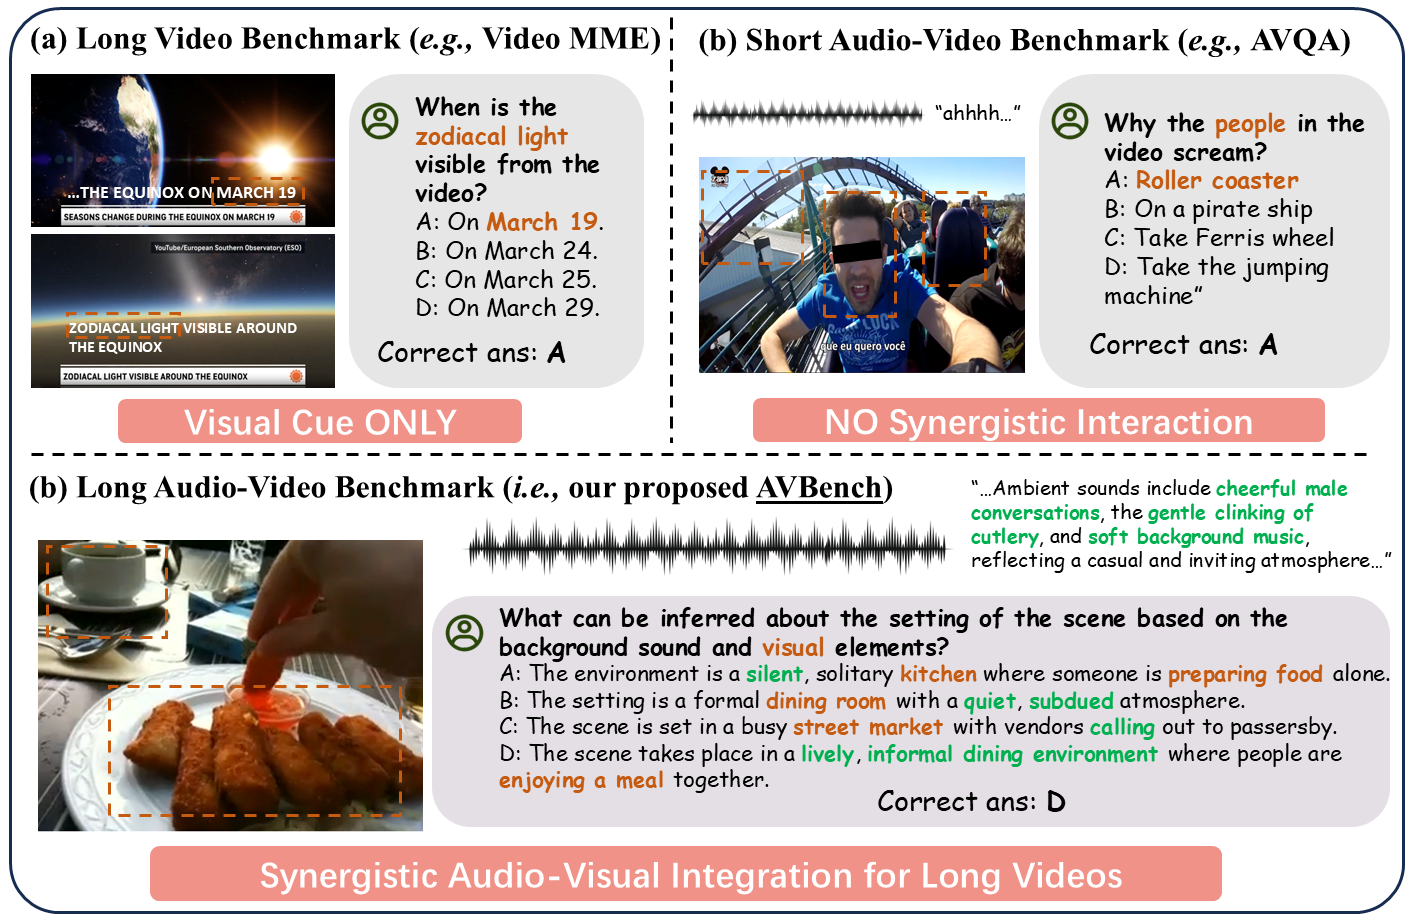 (a) Long Video Benchmark (e.g., Video MME)
...THE EQUINOX ON MARCH 19
SEASONS CHANGE DURING THE EQUINOX ON MARCH 19
YouTube/European Southern Observatory (ESO)
ZODIACAL LIGHT VISIBLE AROUND
THE EQUINOX
ZODIACAL LIGHT VISIBLE AROUND THE EQUINOX
When is the
zodiacal light
visible from the
video?
A: On March 19.
B: On March 24.
C: On March 25.
D: On March 29.
Correct ans: A
Visual Cue ONLY
(b) Short Audio-Video Benchmark (e.g., AVQA)
“ahhhh…”
que eu quero você
Why the people in the
video scream?
A: Roller coaster
B: On a pirate ship
C: Take Ferris wheel
D: Take the jumping
machine”
Correct ans: A
NO Synergistic Interaction
(b) Long Audio-Video Benchmark (i.e., our proposed AVBench)
“…Ambient sounds include cheerful male
conversations, the gentle clinking of
cutlery, and soft background music,
reflecting a casual and inviting atmosphere…”
What can be inferred about the setting of the scene based on the
background sound and visual elements?
A: The environment is a silent, solitary kitchen where someone is preparing food alone.
B: The setting is a formal dining room with a quiet, subdued atmosphere.
C: The scene is set in a busy street market with vendors calling out to passersby.
D: The scene takes place in a lively, informal dining environment where people are
enjoying a meal together.
Correct ans: D
Synergistic Audio-Visual Integration for Long Videos